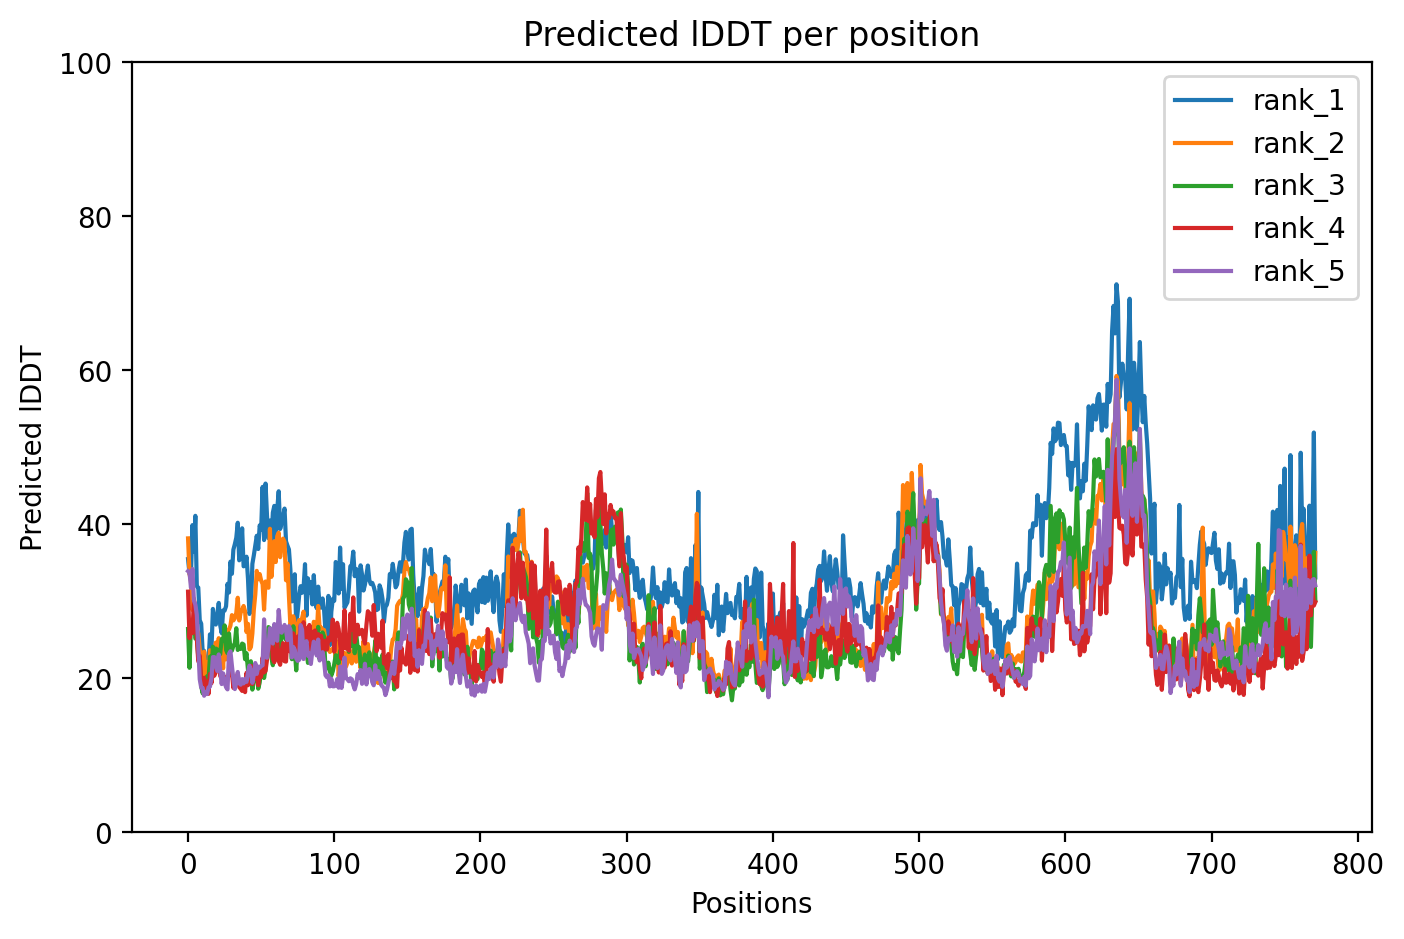 Predicted lDDT per position
100
80
60
40
20
0
Predicted lDDT
rank_1
rank_2
rank_3
rank_4
rank_5
0 100 200 300 400 500 600 700 800
Positions